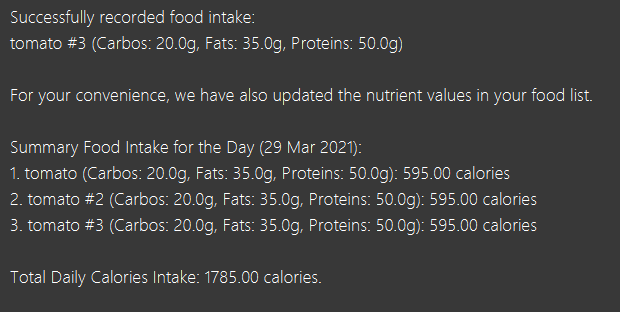 Successfully recorded food intake:
tomato #3 (Carbos: 20.0g, Fats: 35.0g, Proteins: 50.0g)
For your convenience, we have also updated the nutrient values in your food list.
Summary Food Intake for the Day (29 Mar 2021):
1. tomato (Carbos: 20.0g, Fats: 35.0g, Proteins: 50.0g): 595.00 calories
2. tomato #2 (Carbos: 20.0g, Fats: 35.0g, Proteins: 50.0g): 595.00 calories
3. tomato #3 (Carbos: 20.0g, Fats: 35.0g, Proteins: 50.0g): 595.00 calories
Total Daily Calories Intake: 1785.00 calories.